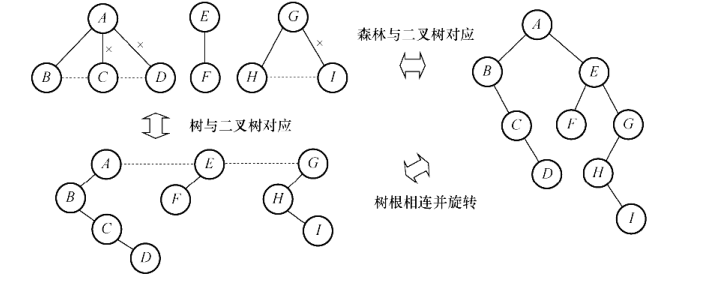 A E G A
× × ×
森林与二叉树对应
B C D F H I B E
树与二叉树对应
C F G
A E G D H
B F H 树根相连并旋转
C I I
D